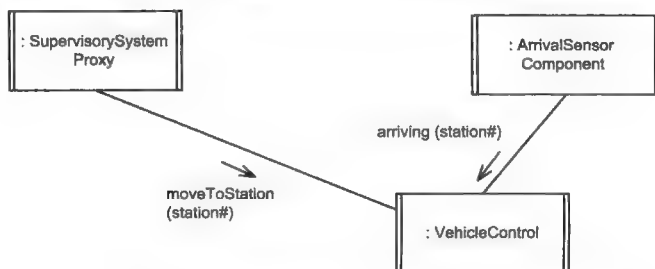 : SupervisorySystem
Proxy
: ArrivalSensor
Component
arriving (station#)
moveToStation
(station#)
: VehicleControl